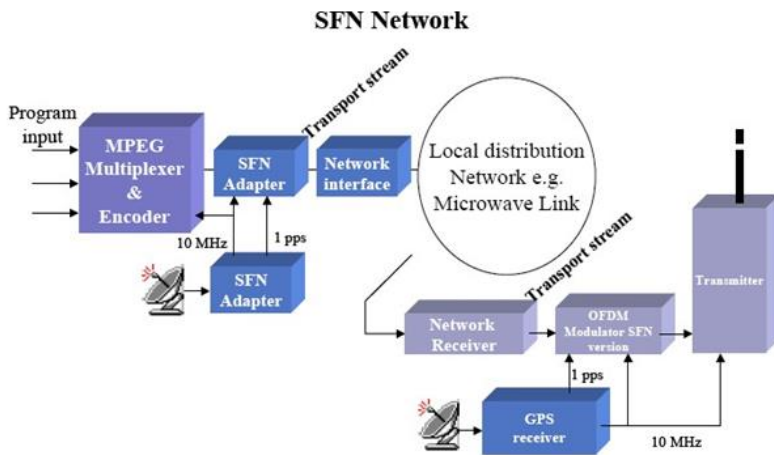 SFN Network
Program
input
MPEG
Multiplexer
&
Encoder
SFN
Adapter
Transport stream
Network
interface
Local distribution
Network e.g.
Microwave Link
10 MHz
1 pps
SFN
Adapter
Network
Receiver
Transport stream
OFDM
Modulator SFN
version
Transmitter
1 pps
GPS
receiver
10 MHz